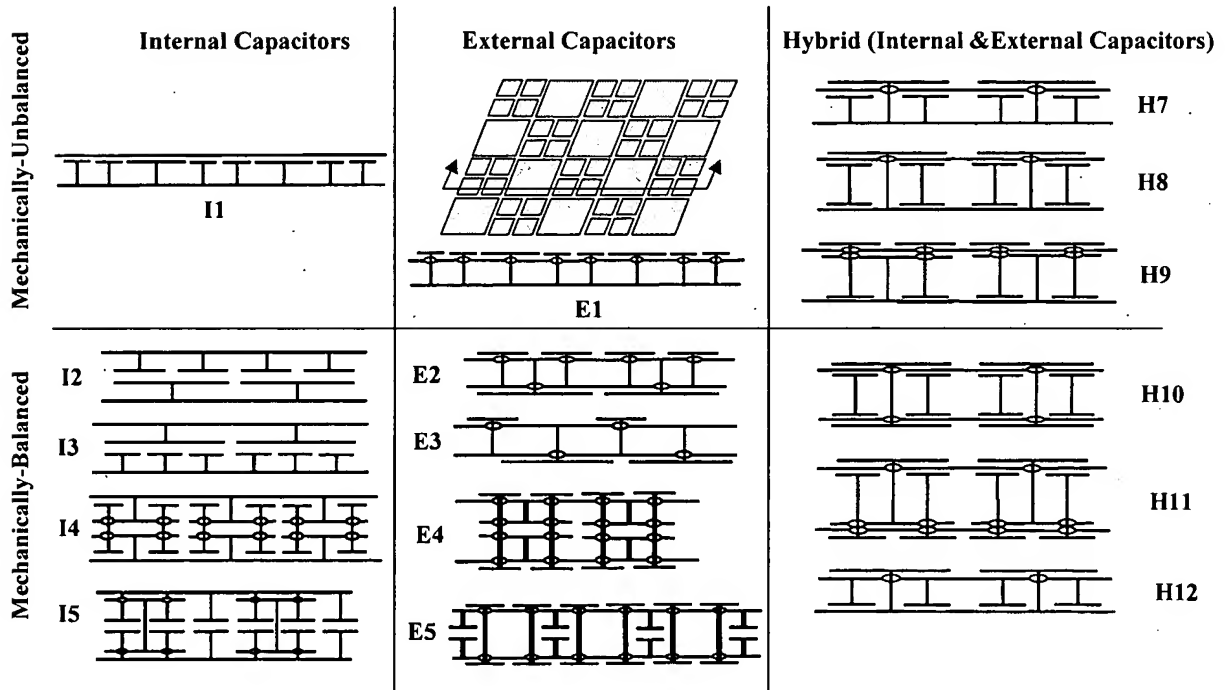 Internal Capacitors
External Capacitors
Hybrid (Internal &External Capacitors)
Mechanically-Unbalanced
I1
E1
H7
H8
H9
Mechanically-Balanced
I2
I3
I4
I5
E2
E3
E4
E5
H10
H11
H12